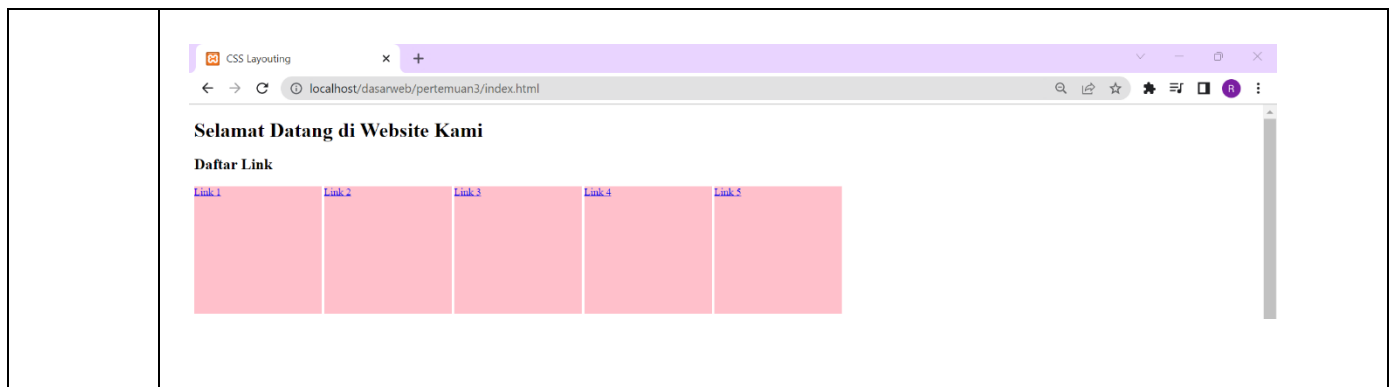 CSS Layouting
localhost/dasarweb/pertemuan3/index.html
R
Selamat Datang di Website Kami
Daftar Link
Link 1 Link 2 Link 3 Link 4 Link 5